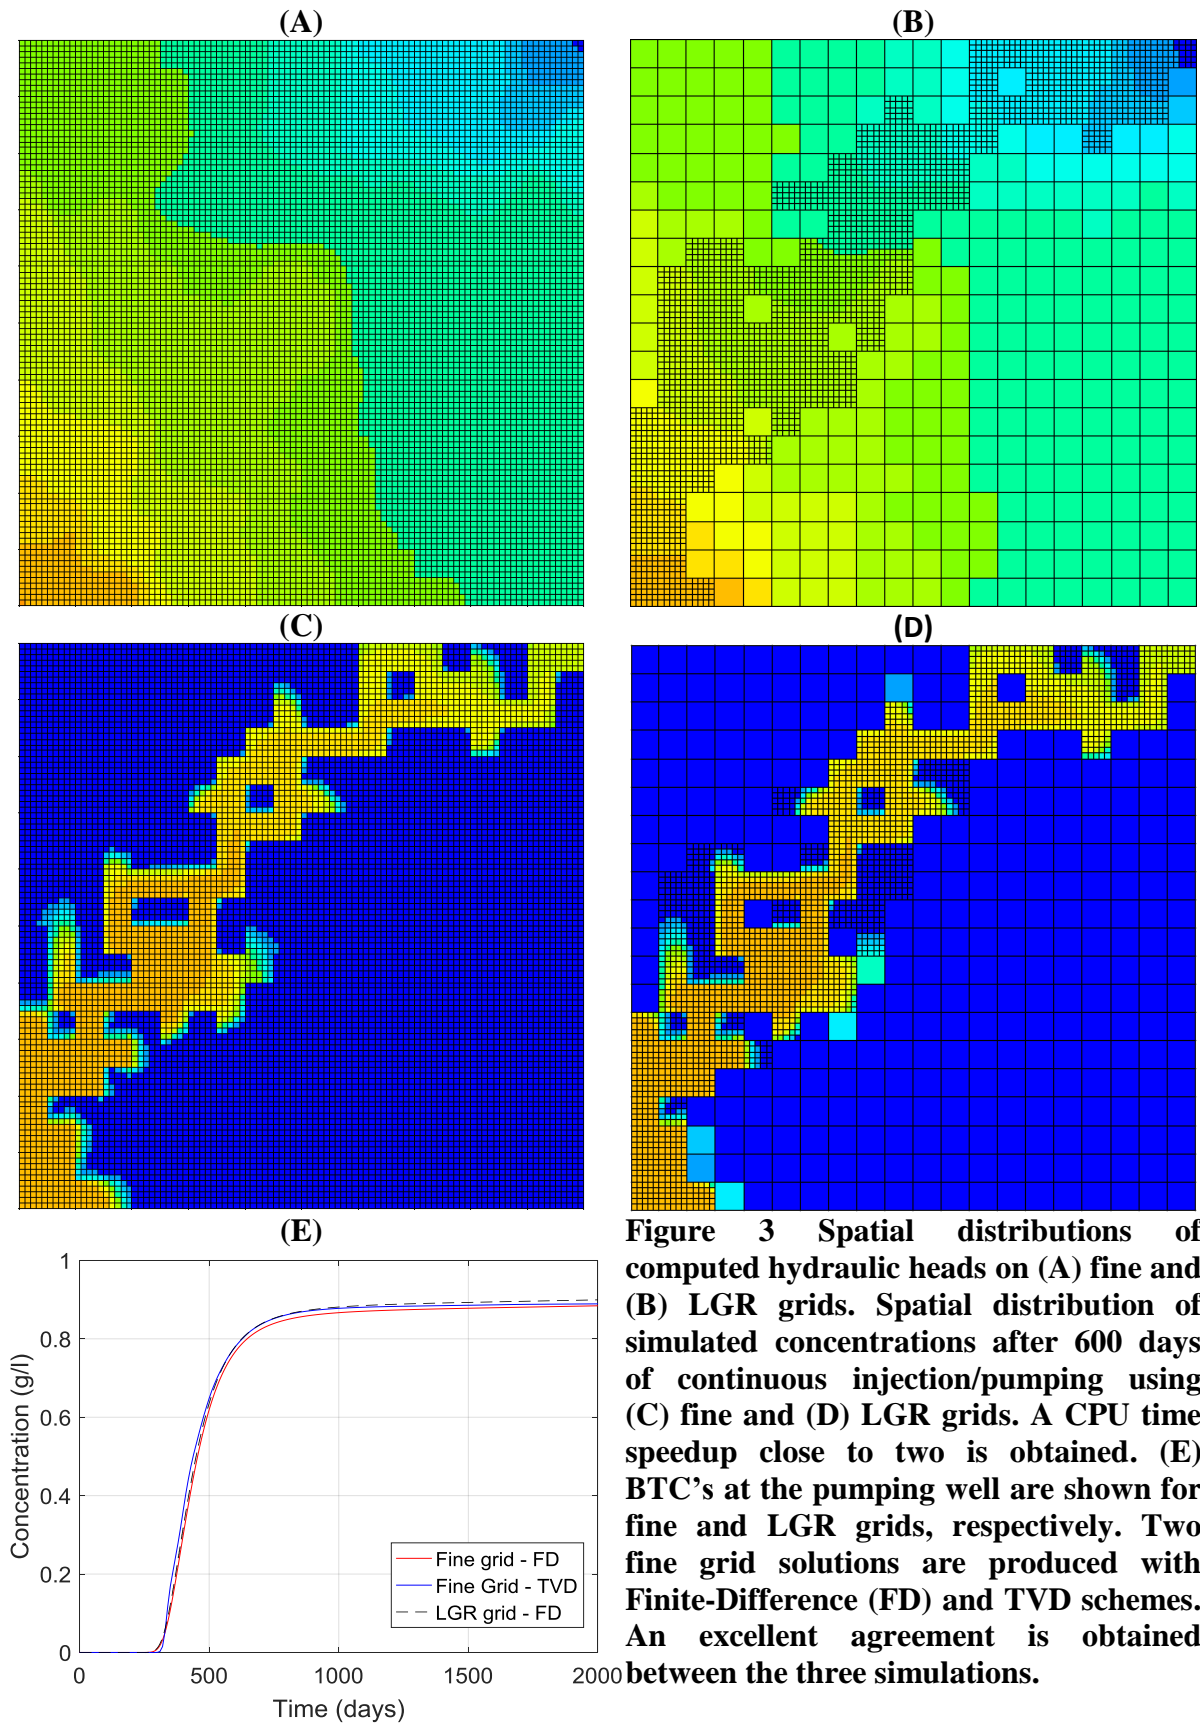 (A)
(B)
(C)
(D)
(E)
1
0.8
0.6
0.4
0.2
0
0
500
1000
1500
2000
Concentration (g/l)
Time (days)
Fine grid - FD
Fine Grid - TVD
LGR grid - FD
Figure 3 Spatial distributions of
computed hydraulic heads on (A) fine and
(B) LGR grids. Spatial distribution of
simulated concentrations after 600 days
of continuous injection/pumping using
(C) fine and (D) LGR grids. A CPU time
speedup close to two is obtained. (E)
BTC’s at the pumping well are shown for
fine and LGR grids, respectively. Two
fine grid solutions are produced with
Finite-Difference (FD) and TVD schemes.
An excellent agreement is obtained
between the three simulations.